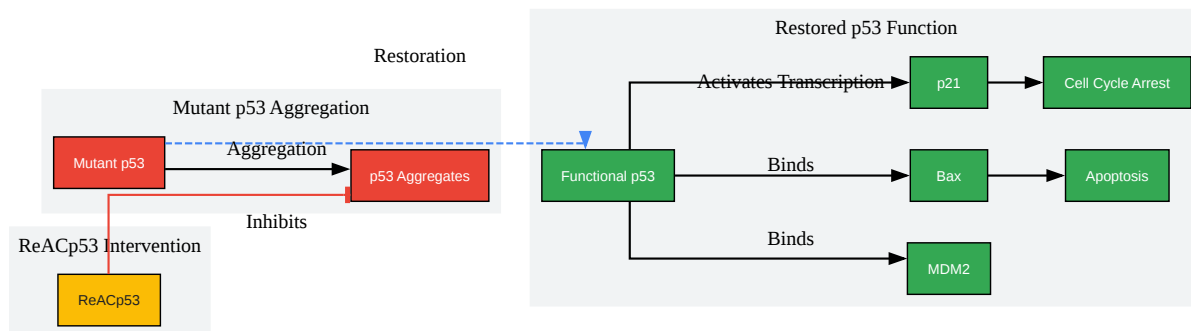 Restored p53 Function
Restoration
Activates Transcription
p21
Cell Cycle Arrest
Mutant p53 Aggregation
Mutant p53
Aggregation
p53 Aggregates
Functional p53
Binds
Bax
Apoptosis
Inhibits
Binds
MDM2
ReACp53 Intervention
ReACp53